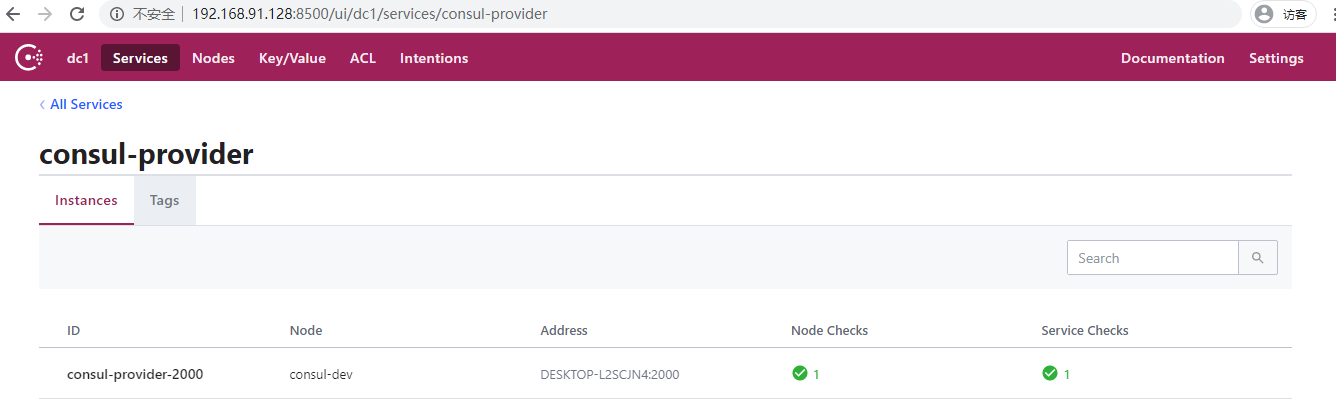 不安全 192.168.91.128:8500/ui/dc1/services/consul-provider 访客
dc1 Services Nodes Key/Value ACL Intentions Documentation Settings
All Services
consul-provider
Instances Tags
Search
ID Node Address Node Checks Service Checks
consul-provider-2000 consul-dev DESKTOP-L2SCJN4:2000 1 1